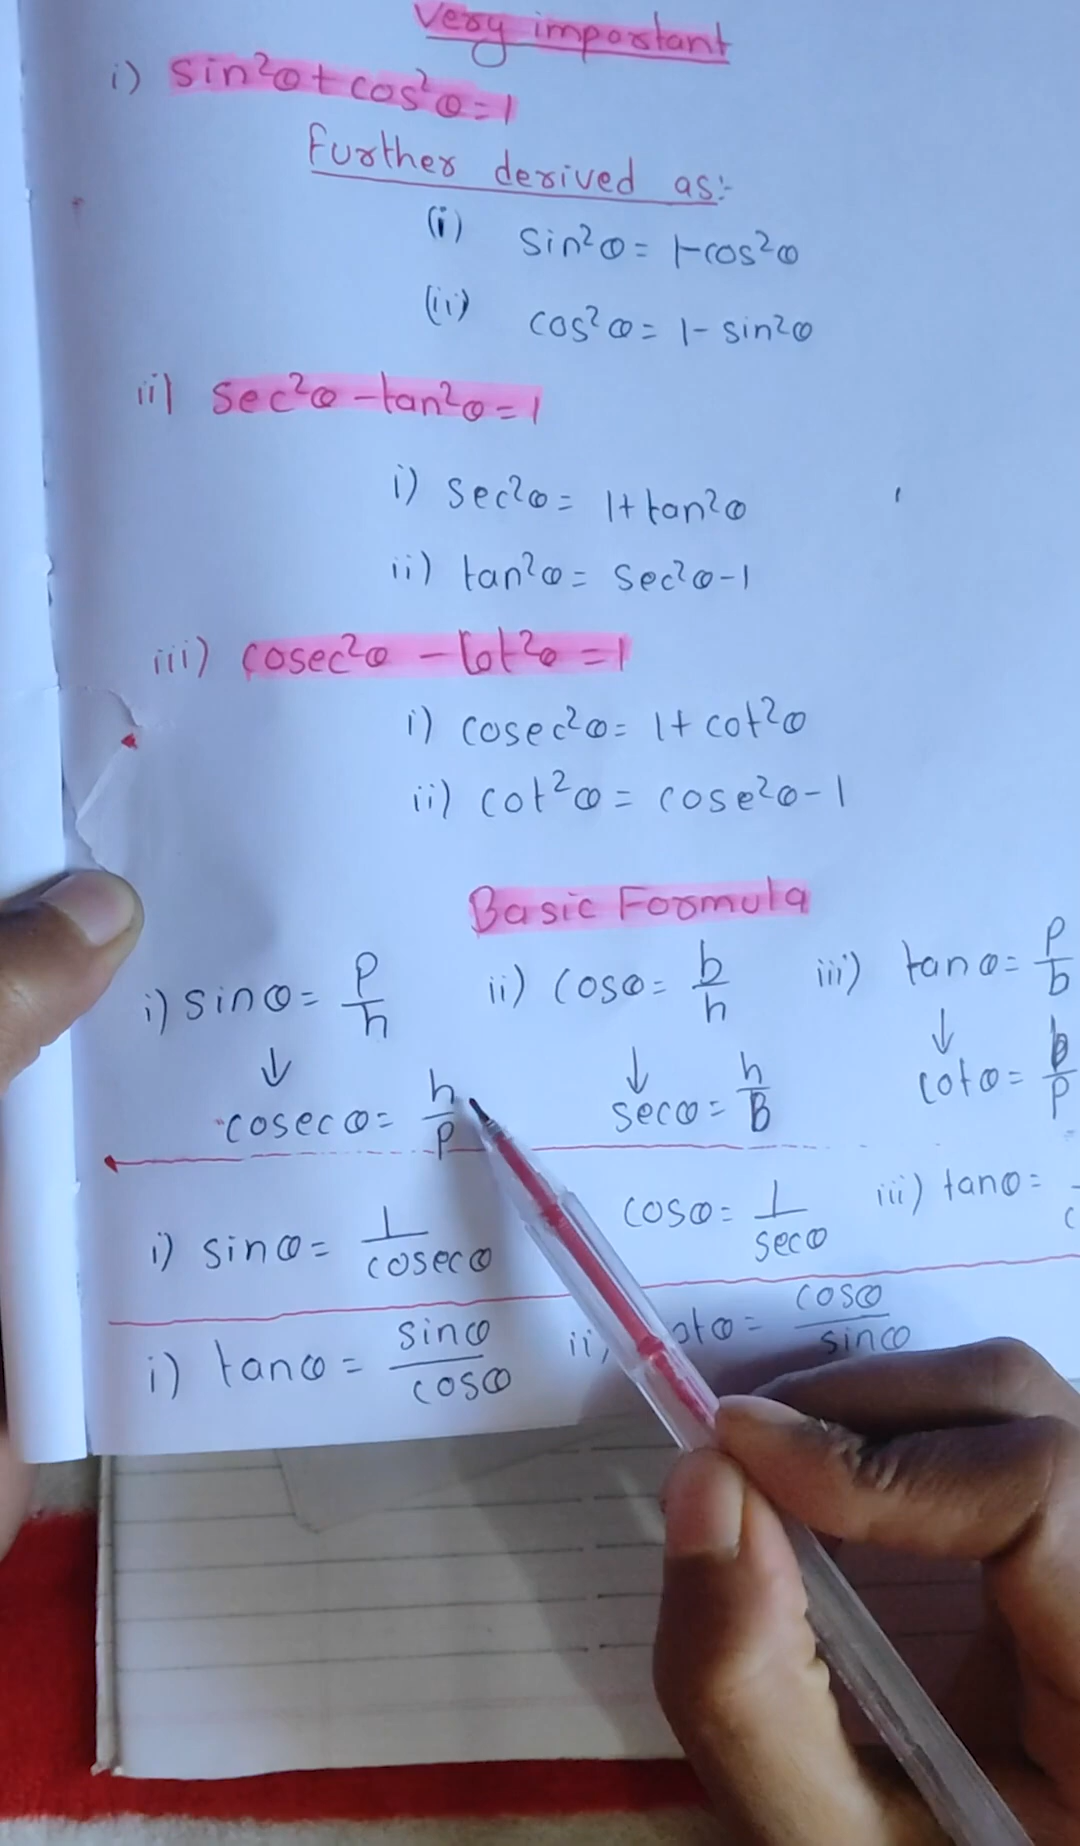 Very important
i) sin²θ + cos²θ = 1
Further derived as:-
(i) sin²θ = 1-cos²θ
(ii) cos²θ = 1 - sin²θ
ii) sec²θ - tan²θ = 1
i) sec²θ = 1 + tan²θ
ii) tan²θ = sec²θ - 1
iii) cosec²θ - cot²θ = 1
i) cosec²θ = 1 + cot²θ
ii) cot²θ = cose²θ - 1
Basic Formula
i) sinθ = P/h ii) cosθ = b/h iii) tanθ = P/b
↓ ↓ ↓
cosecθ = h/P secθ = h/B cotθ = b/P
i) sinθ = 1/cosecθ cosθ = 1/secθ iii) tanθ =
i) tanθ = sinθ/cosθ ii) otθ = cosθ/sinθ